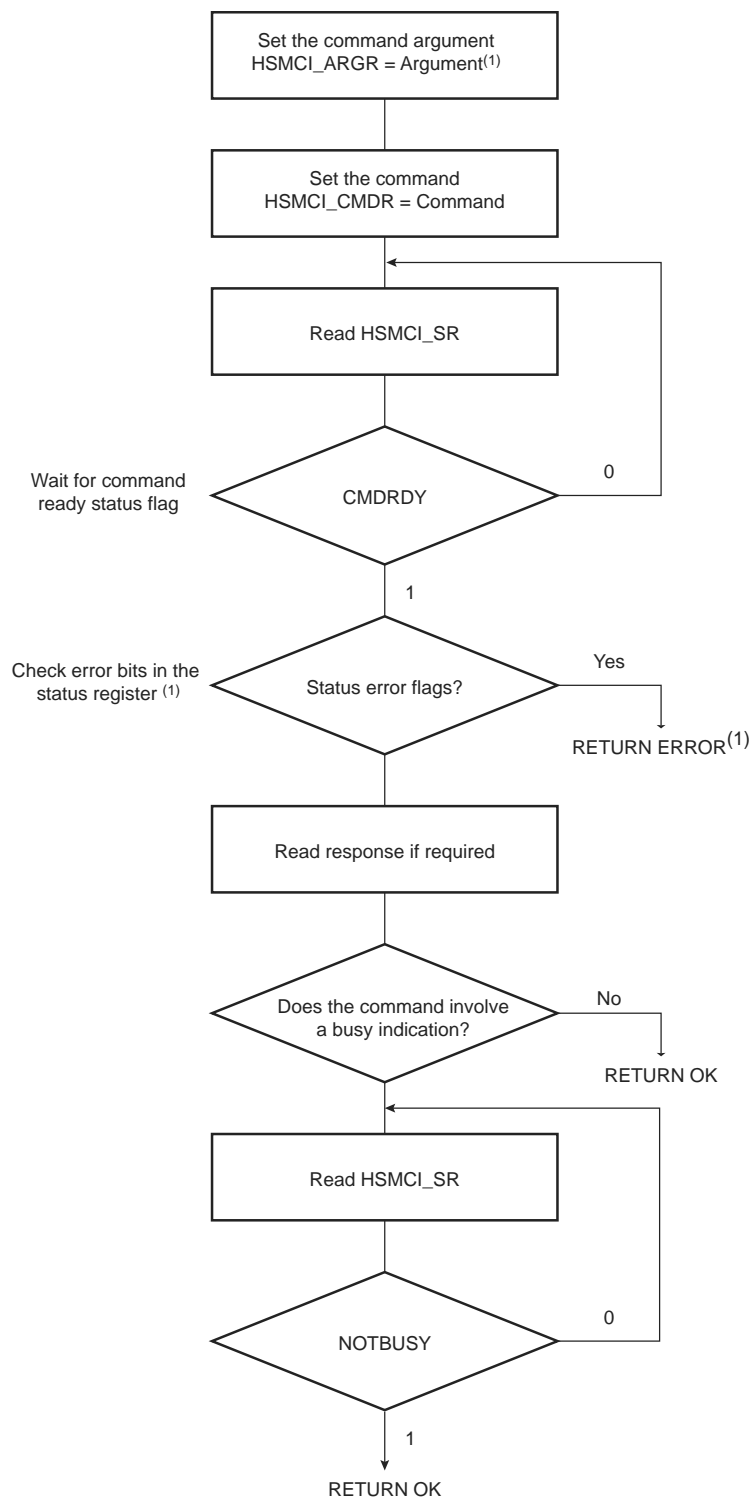 Set the command argument
HSMCI_ARGR = Argument(1)
Set the command
HSMCI_CMDR = Command
Read HSMCI_SR
Wait for command
ready status flag
CMDRDY
0
1
Check error bits in the
status register (1)
Status error flags?
Yes
RETURN ERROR(1)
Read response if required
Does the command involve
a busy indication?
No
RETURN OK
Read HSMCI_SR
NOTBUSY
0
1
RETURN OK